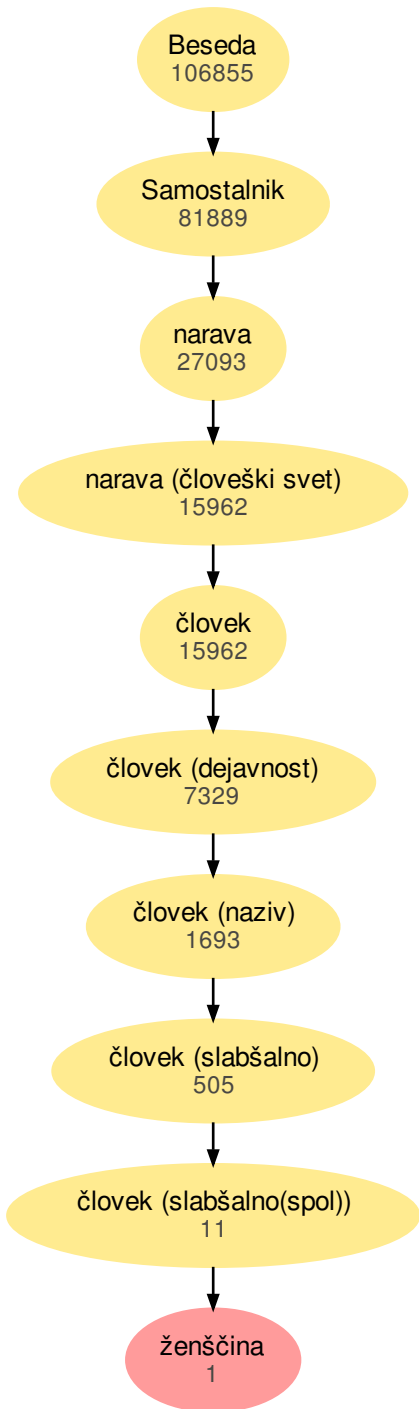 Beseda
106855
Samostalnik
81889
narava
27093
narava (človeški svet)
15962
človek
15962
človek (dejavnost)
7329
človek (naziv)
1693
človek (slabšalno)
505
človek (slabšalno(spol))
11
ženščina
1